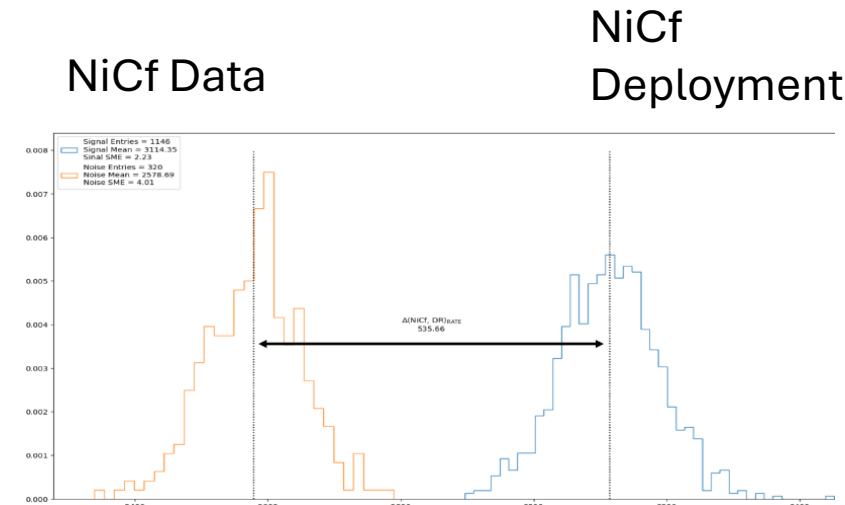 NiCf Data
NiCf
Deployment
Signal Entries = 1146
Signal Mean = 3114.35
Sinal SME = 2.23
Noise Entries = 320
Noise Mean = 2578.69
Noise SME = 4.01
0.008
0.007
0.006
0.005
0.004
0.003
0.002
0.001
0.000
Δ(NiCf, DR)RATE
535.66